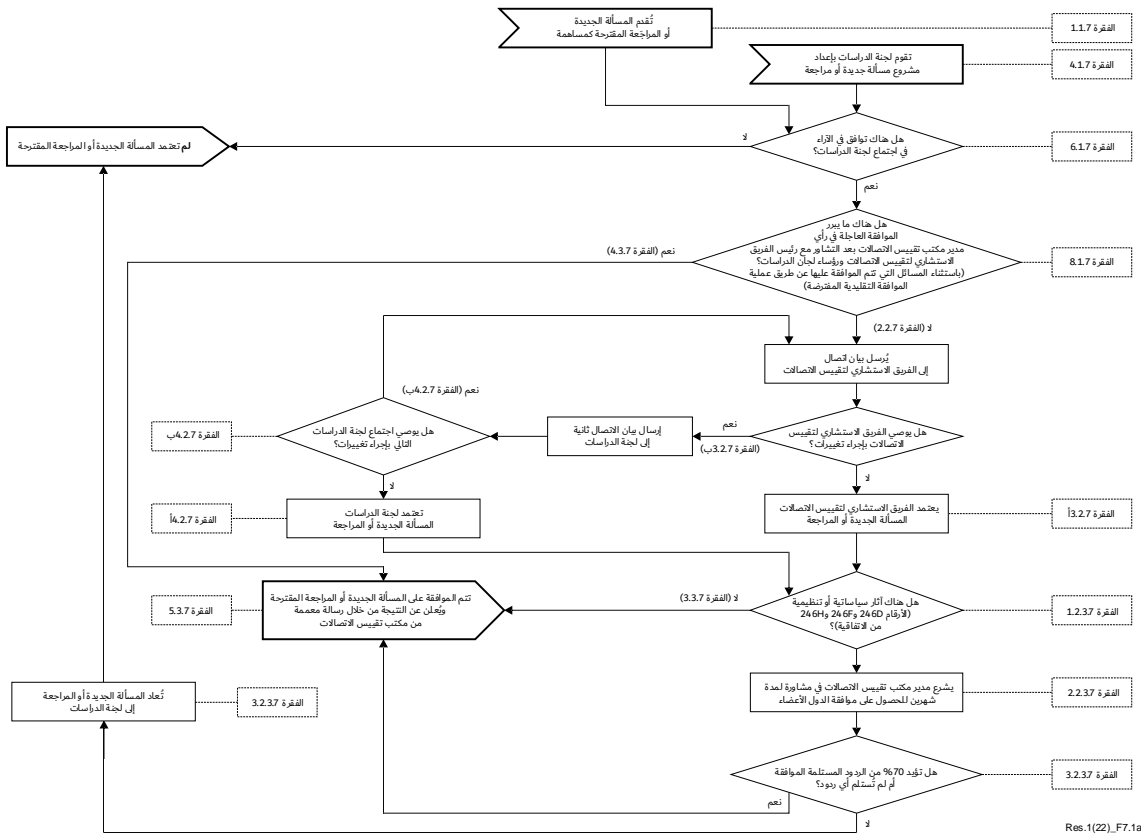 تُقدم المسألة الجديدة
أو المراجَعة المقترحة كمساهمة
الفقرة 1.1.7
تقوم لجنة الدراسات بإعداد
مشروع مسألة جديدة أو مراجعة
الفقرة 4.1.7
هل هناك توافق في الآراء
في اجتماع لجنة الدراسات؟
الفقرة 6.1.7
لا
لم تعتمد المسألة الجديدة أو المراجعة المقترحة
نعم
هل هناك ما يبرر
الموافقة العاجلة في رأي
مدير مكتب تقييس الاتصالات بعد التشاور مع رئيس الفريق
الاستشاري لتقييس الاتصالات ورؤساء لجان الدراسات؟
(باستثناء المسائل التي تتم الموافقة عليها عن طريق عملية
الموافقة التقليدية المفترضة)
الفقرة 8.1.7
نعم (الفقرة 4.3.7)
لا (الفقرة 2.2.7)
يُرسل بيان اتصال
إلى الفريق الاستشاري لتقييس الاتصالات
هل يوصي الفريق الاستشاري لتقييس
الاتصالات بإجراء تغييرات؟
نعم
(الفقرة 3.2.7ب)
إرسال بيان الاتصال ثانية
إلى لجنة الدراسات
نعم (الفقرة 4.2.7ب)
هل يوصي اجتماع لجنة الدراسات
التالي بإجراء تغييرات؟
الفقرة 4.2.7ب
لا
لا
يعتمد الفريق الاستشاري لتقييس الاتصالات
المسألة الجديدة أو المراجعة
الفقرة 3.2.7أ
تعتمد لجنة الدراسات
المسألة الجديدة أو المراجعة
الفقرة 4.2.7أ
هل هناك آثار سياساتية أو تنظيمية
(الأرقام 246D و246F و246H
من الاتفاقية)؟
الفقرة 1.2.3.7
لا (الفقرة 3.3.7)
تتم الموافقة على المسألة الجديدة أو المراجعة المقترحة
ويُعلن عن النتيجة من خلال رسالة معممة
من مكتب تقييس الاتصالات
الفقرة 5.3.7
يشرع مدير مكتب تقييس الاتصالات في مشاورة لمدة
شهرين للحصول على موافقة الدول الأعضاء
الفقرة 2.2.3.7
تُعاد المسألة الجديدة أو المراجعة
إلى لجنة الدراسات
الفقرة 3.2.3.7
هل تؤيد 70% من الردود المستلمة الموافقة
أم لم تُستلم أي ردود؟
الفقرة 3.2.3.7
نعم
لا
Res.1(22)_F7.1a